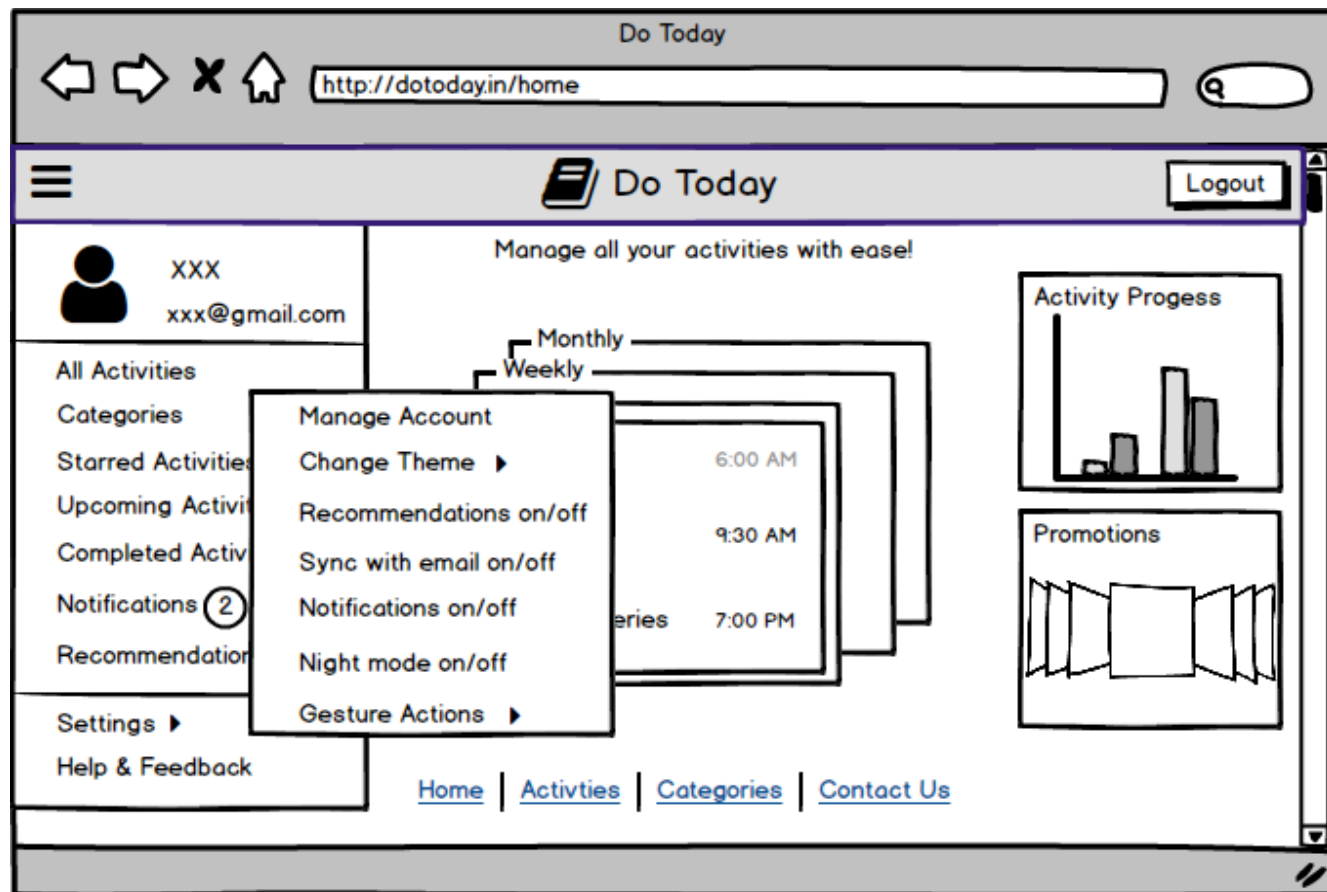 Do Today
http://dotoday.in/home
Do Today
Logout
XXX
xxx@gmail.com
All Activities
Categories
Starred Activities
Upcoming Activit
Completed Activ
Notifications 2
Recommendation
Settings
Help & Feedback
Manage Account
Change Theme
Recommendations on/off
Sync with email on/off
Notifications on/off
Night mode on/off
Gesture Actions
Manage all your activities with ease!
Monthly
Weekly
6:00 AM
9:30 AM
eries 7:00 PM
Activity Progess
Promotions
Home Activties Categories Contact Us